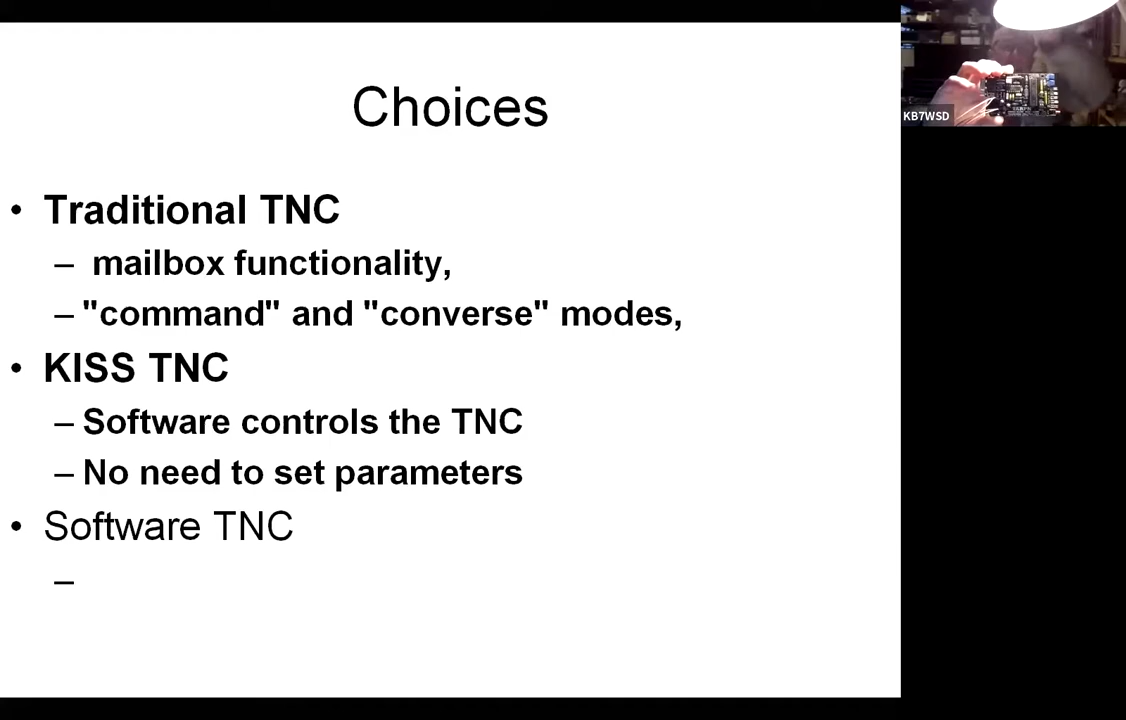 Choices
• Traditional TNC
– mailbox functionality,
– "command" and "converse" modes,
• KISS TNC
– Software controls the TNC
– No need to set parameters
• Software TNC
–
KB7WSD